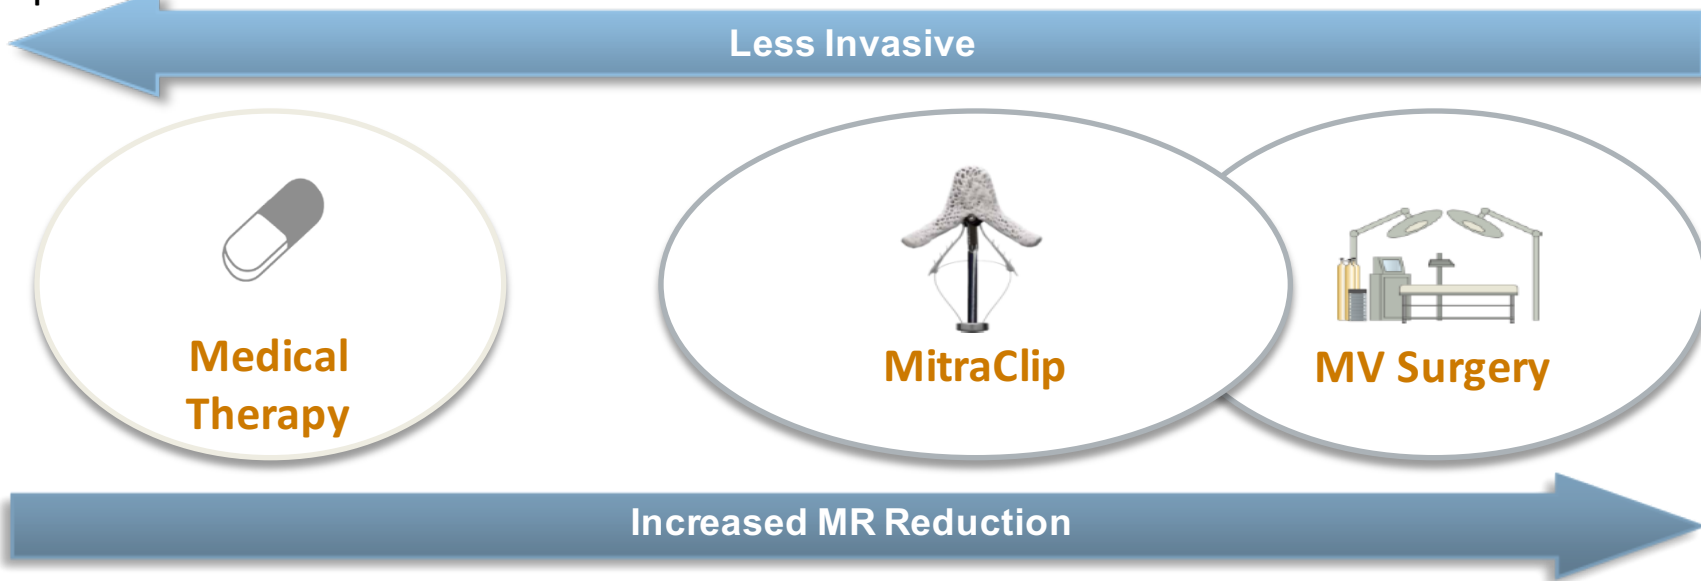 Less Invasive
Medical
Therapy
MitraClip
MV Surgery
Increased MR Reduction